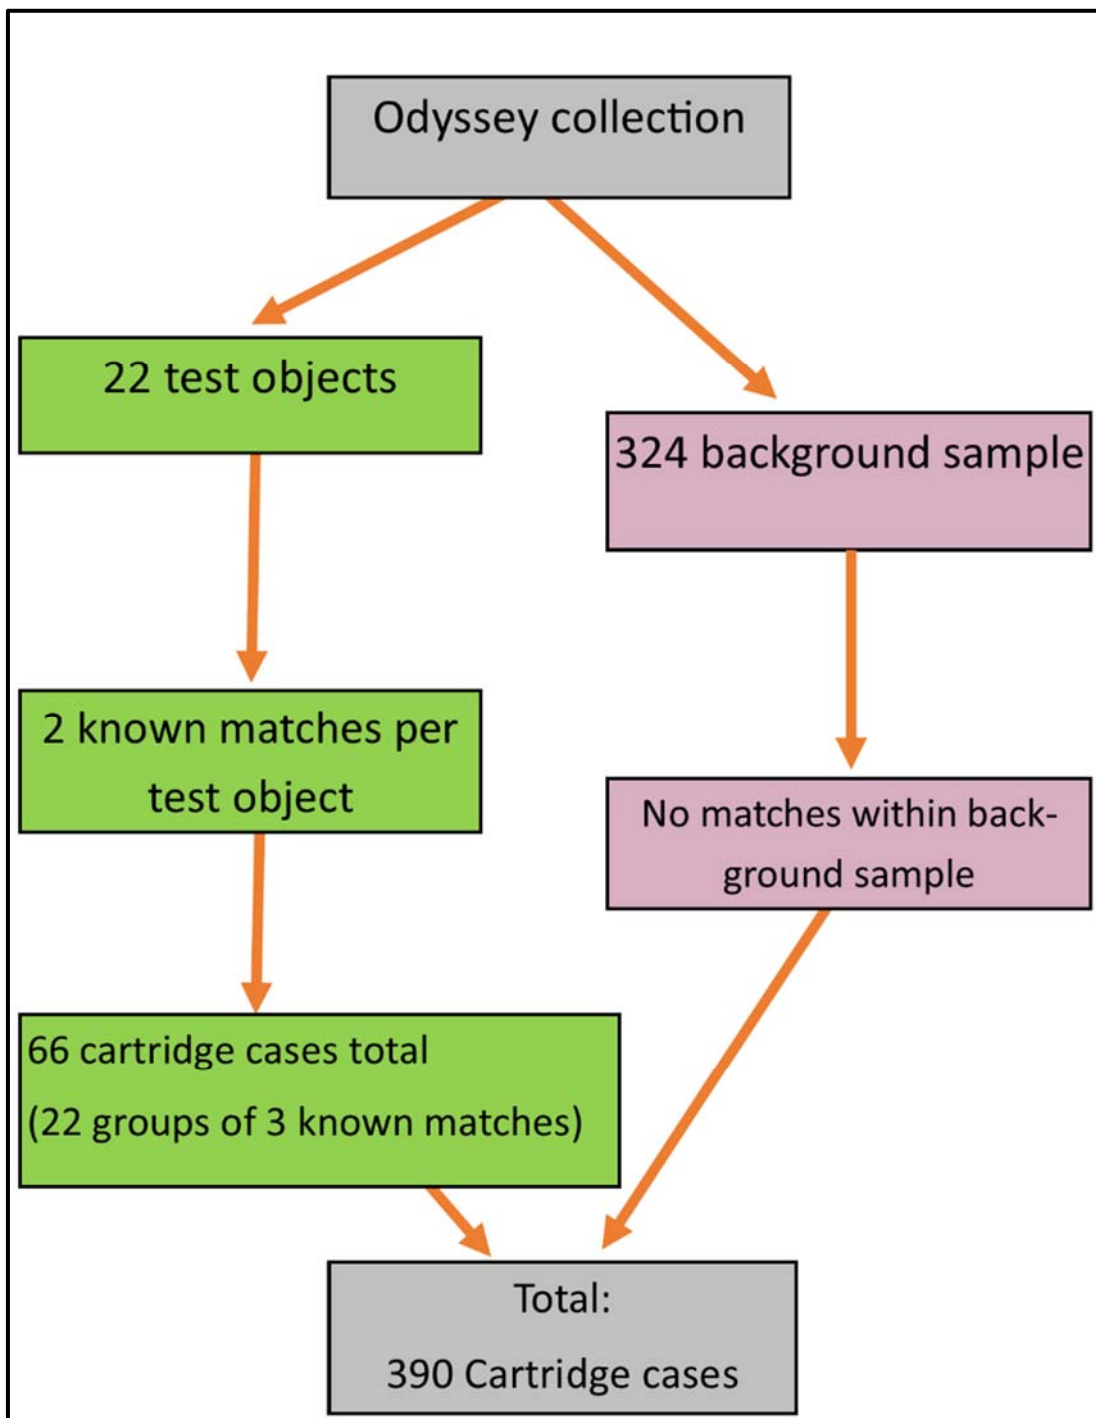 Odyssey collection
22 test objects
324 background sample
2 known matches per
test object
No matches within back-
ground sample
66 cartridge cases total
(22 groups of 3 known matches)
Total:
390 Cartridge cases